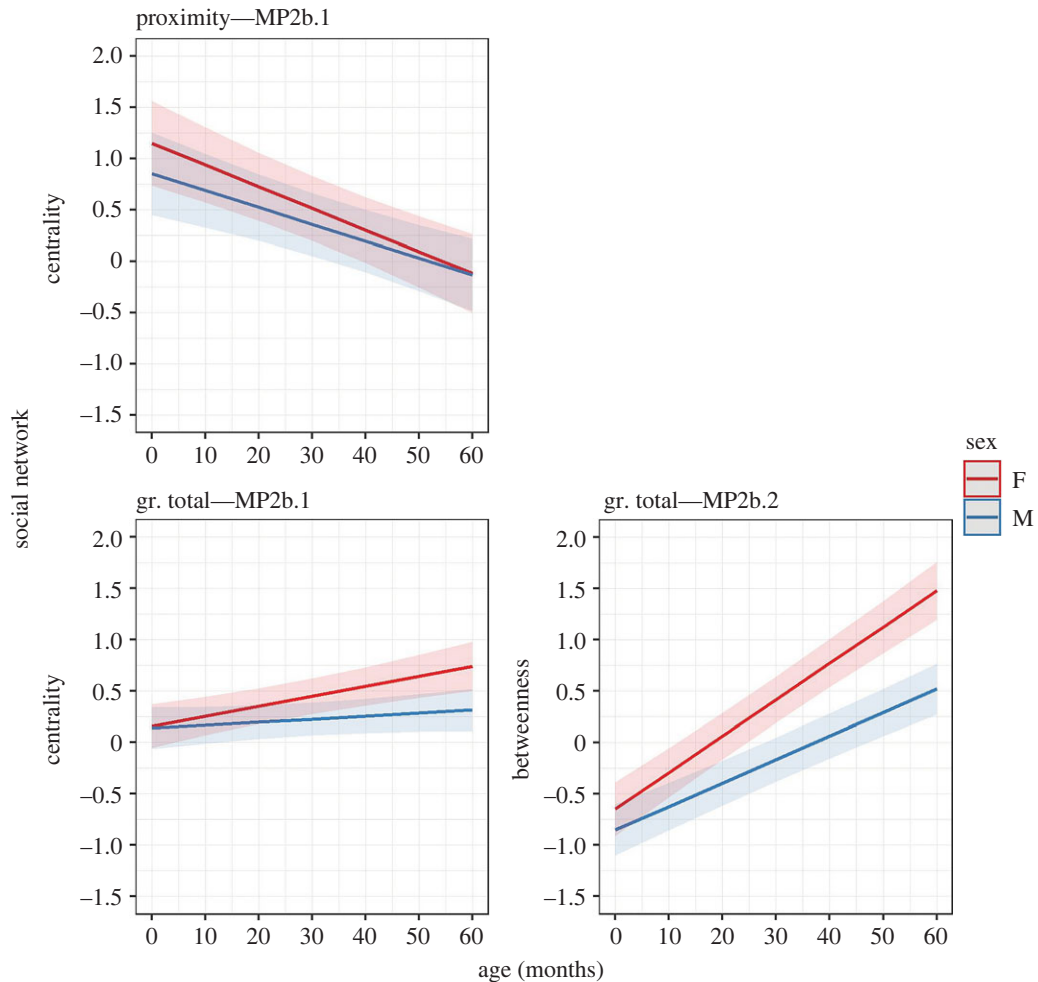 proximity—MP2b.1
2.0
1.5
1.0
0.5
0
–0.5
–1.0
–1.5
centrality
0 10 20 30 40 50 60
social network
gr. total—MP2b.1
2.0
1.5
1.0
0.5
0
–0.5
–1.0
–1.5
centrality
0 10 20 30 40 50 60
gr. total—MP2b.2
2.0
1.5
1.0
0.5
0
–0.5
–1.0
–1.5
betweenness
0 10 20 30 40 50 60
age (months)
sex
F
M